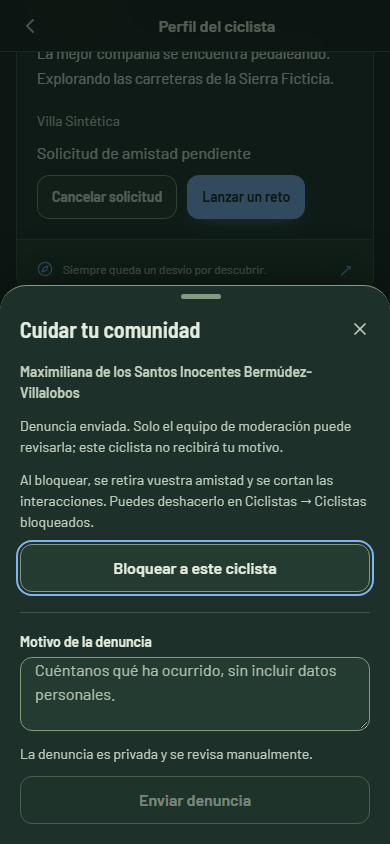 Perfil del ciclista
La mejor compañía se encuentra pedaleando.
Explorando las carreteras de la Sierra Ficticia.
Villa Sintética
Solicitud de amistad pendiente
Cancelar solicitud
Lanzar un reto
Siempre queda un desvío por descubrir.
Cuidar tu comunidad
Maximiliana de los Santos Inocentes Bermúdez-
Villalobos
Denuncia enviada. Solo el equipo de moderación puede
revisarla; este ciclista no recibirá tu motivo.
Al bloquear, se retira vuestra amistad y se cortan las
interacciones. Puedes deshacerlo en Ciclistas → Ciclistas
bloqueados.
Bloquear a este ciclista
Motivo de la denuncia
Cuéntanos qué ha ocurrido, sin incluir datos
personales.
La denuncia es privada y se revisa manualmente.
Enviar denuncia